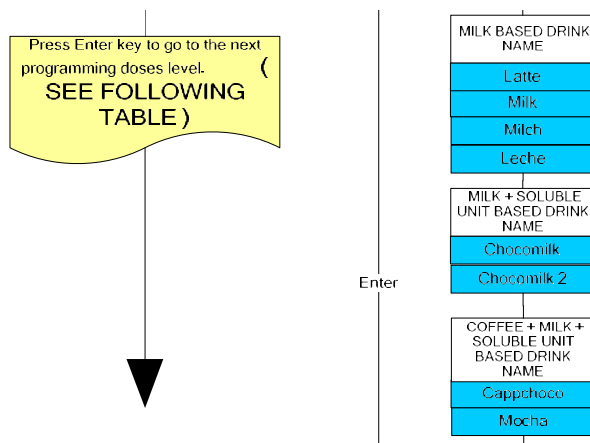 Press Enter key to go to the next
programming doses level. (
SEE FOLLOWING
TABLE )
Enter
MILK BASED DRINK
NAME
Latte
Milk
Milch
Leche
MILK + SOLUBLE
UNIT BASED DRINK
NAME
Chocomilk
Chocomilk 2
COFFEE + MILK +
SOLUBLE UNIT
BASED DRINK
NAME
Cappchoco
Mocha